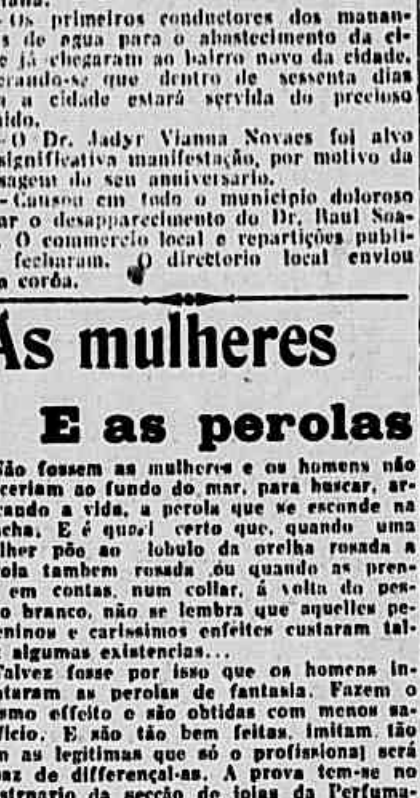 - Os primeiros conductores dos manan-
s de agua para o abastecimento da ci-
e já chegaram ao bairro novo da cidade,
erando-se que dentro de sessenta dias
a a cidade estará servida do precioso
uido.
- O Dr. Jadyr Vianna Novaes foi alvo
significativa manifestação, por motivo da
sagem do seu anniversario.
- Causou em todo o municipio doloroso
ar o desapparecimento do Dr. Raul Soa-
. O commercio local e repartições publi-
fecharam. O directorio local enviou
a corôa.
As mulheres
E as perolas
Não fossem as mulheres e os homens não
ceriam ao fundo do mar, para buscar, ar-
cando a vida, a perola que se esconde na
ncha. E é certo que, quando uma
lher põe ao lobulo da orelha rosada a
ola tambem rosada ou quando as pren-
em contas, num collar, á volta do pes-
o branco, não se lembra que aquelles pe-
eninos e carissimos enfeites custaram tal-
z algumas existencias...
Talvez fosse por isso que os homens in-
ntaram as perolas de fantasia. Fazem o
smo effeito e são obtidas com menos sa-
ficio. E são tão bem feitas, imitam tão
m as legitimas que só o profissional será
paz de differençal-as. A prova tem-se no
struario da secção de joias da Perfuma-